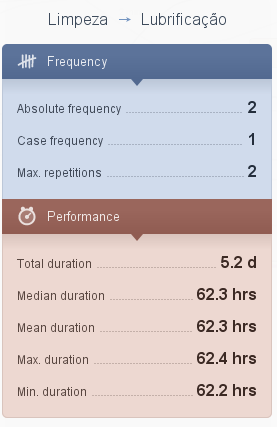 Limpeza → Lubrificação
Frequency
Absolute frequency 2
Case frequency 1
Max. repetitions 2
Performance
Total duration 5.2 d
Median duration 62.3 hrs
Mean duration 62.3 hrs
Max. duration 62.4 hrs
Min. duration 62.2 hrs